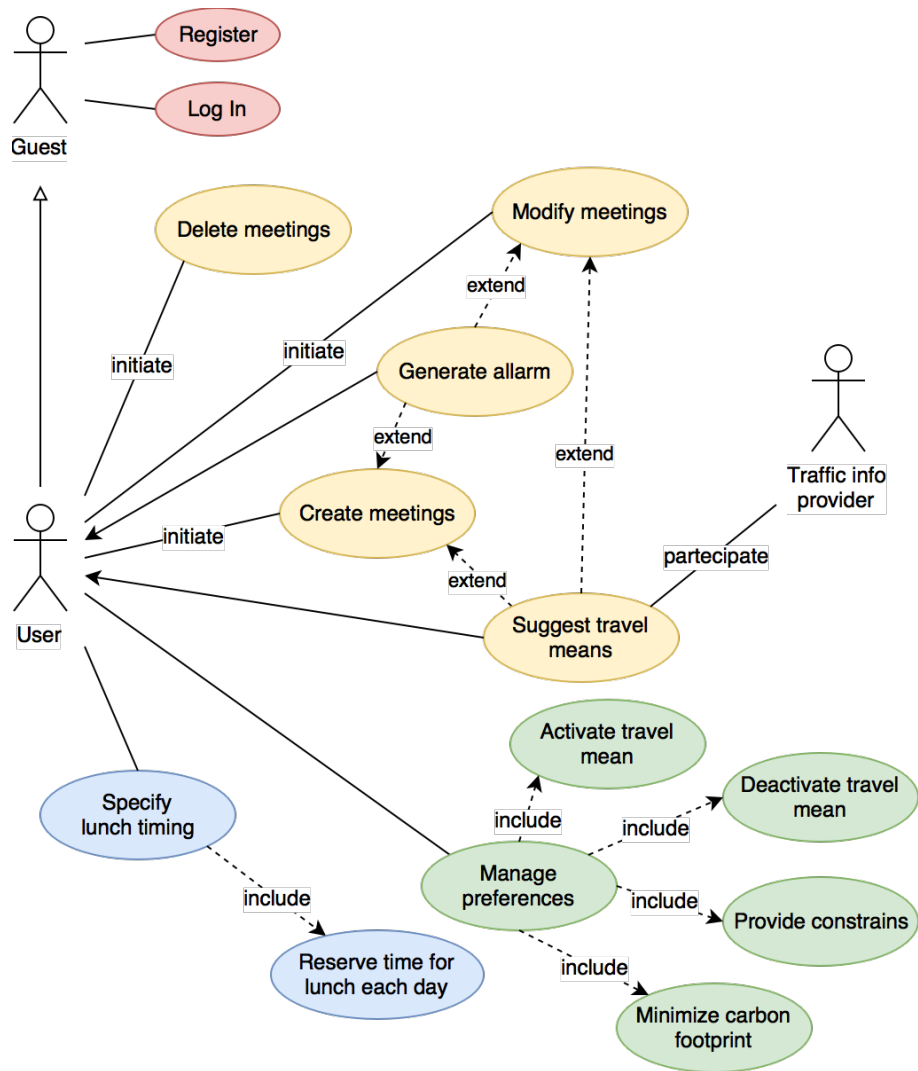 Register
Log In
Guest
Delete meetings
Modify meetings
extend
initiate
initiate
Generate allarm
extend
extend
Traffic info
provider
Create meetings
initiate
partecipate
extend
User
Suggest travel
means
Activate travel
mean
Specify
lunch timing
Deactivate travel
mean
include
include
Manage
preferences
include
include
Provide constrains
Reserve time for
lunch each day
include
Minimize carbon
footprint